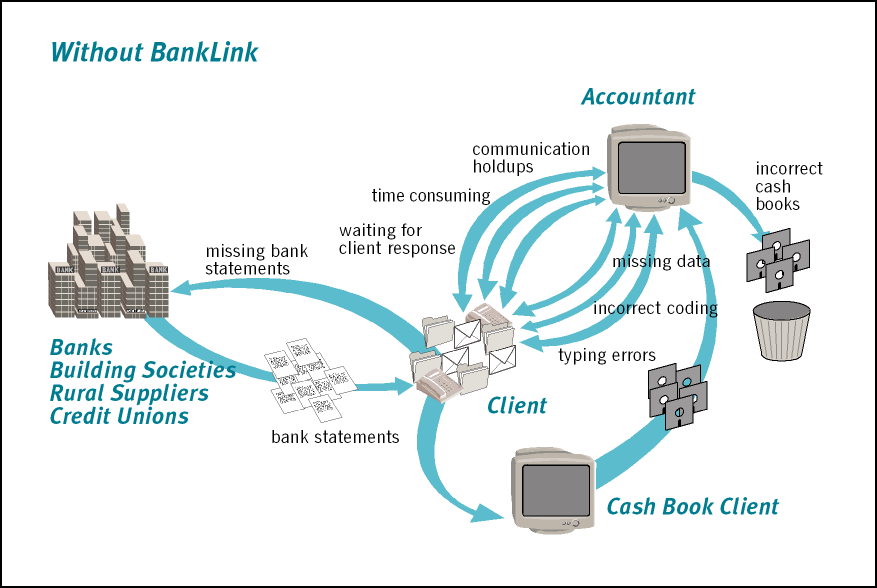 Without BankLink
Accountant
communication
holdups
time consuming
waiting for
client response
incorrect
cash
books
missing bank
statements
missing data
incorrect coding
typing errors
BANK BANK BANK
Banks
Building Societies
Rural Suppliers
Credit Unions
bank statements
Client
Cash Book Client